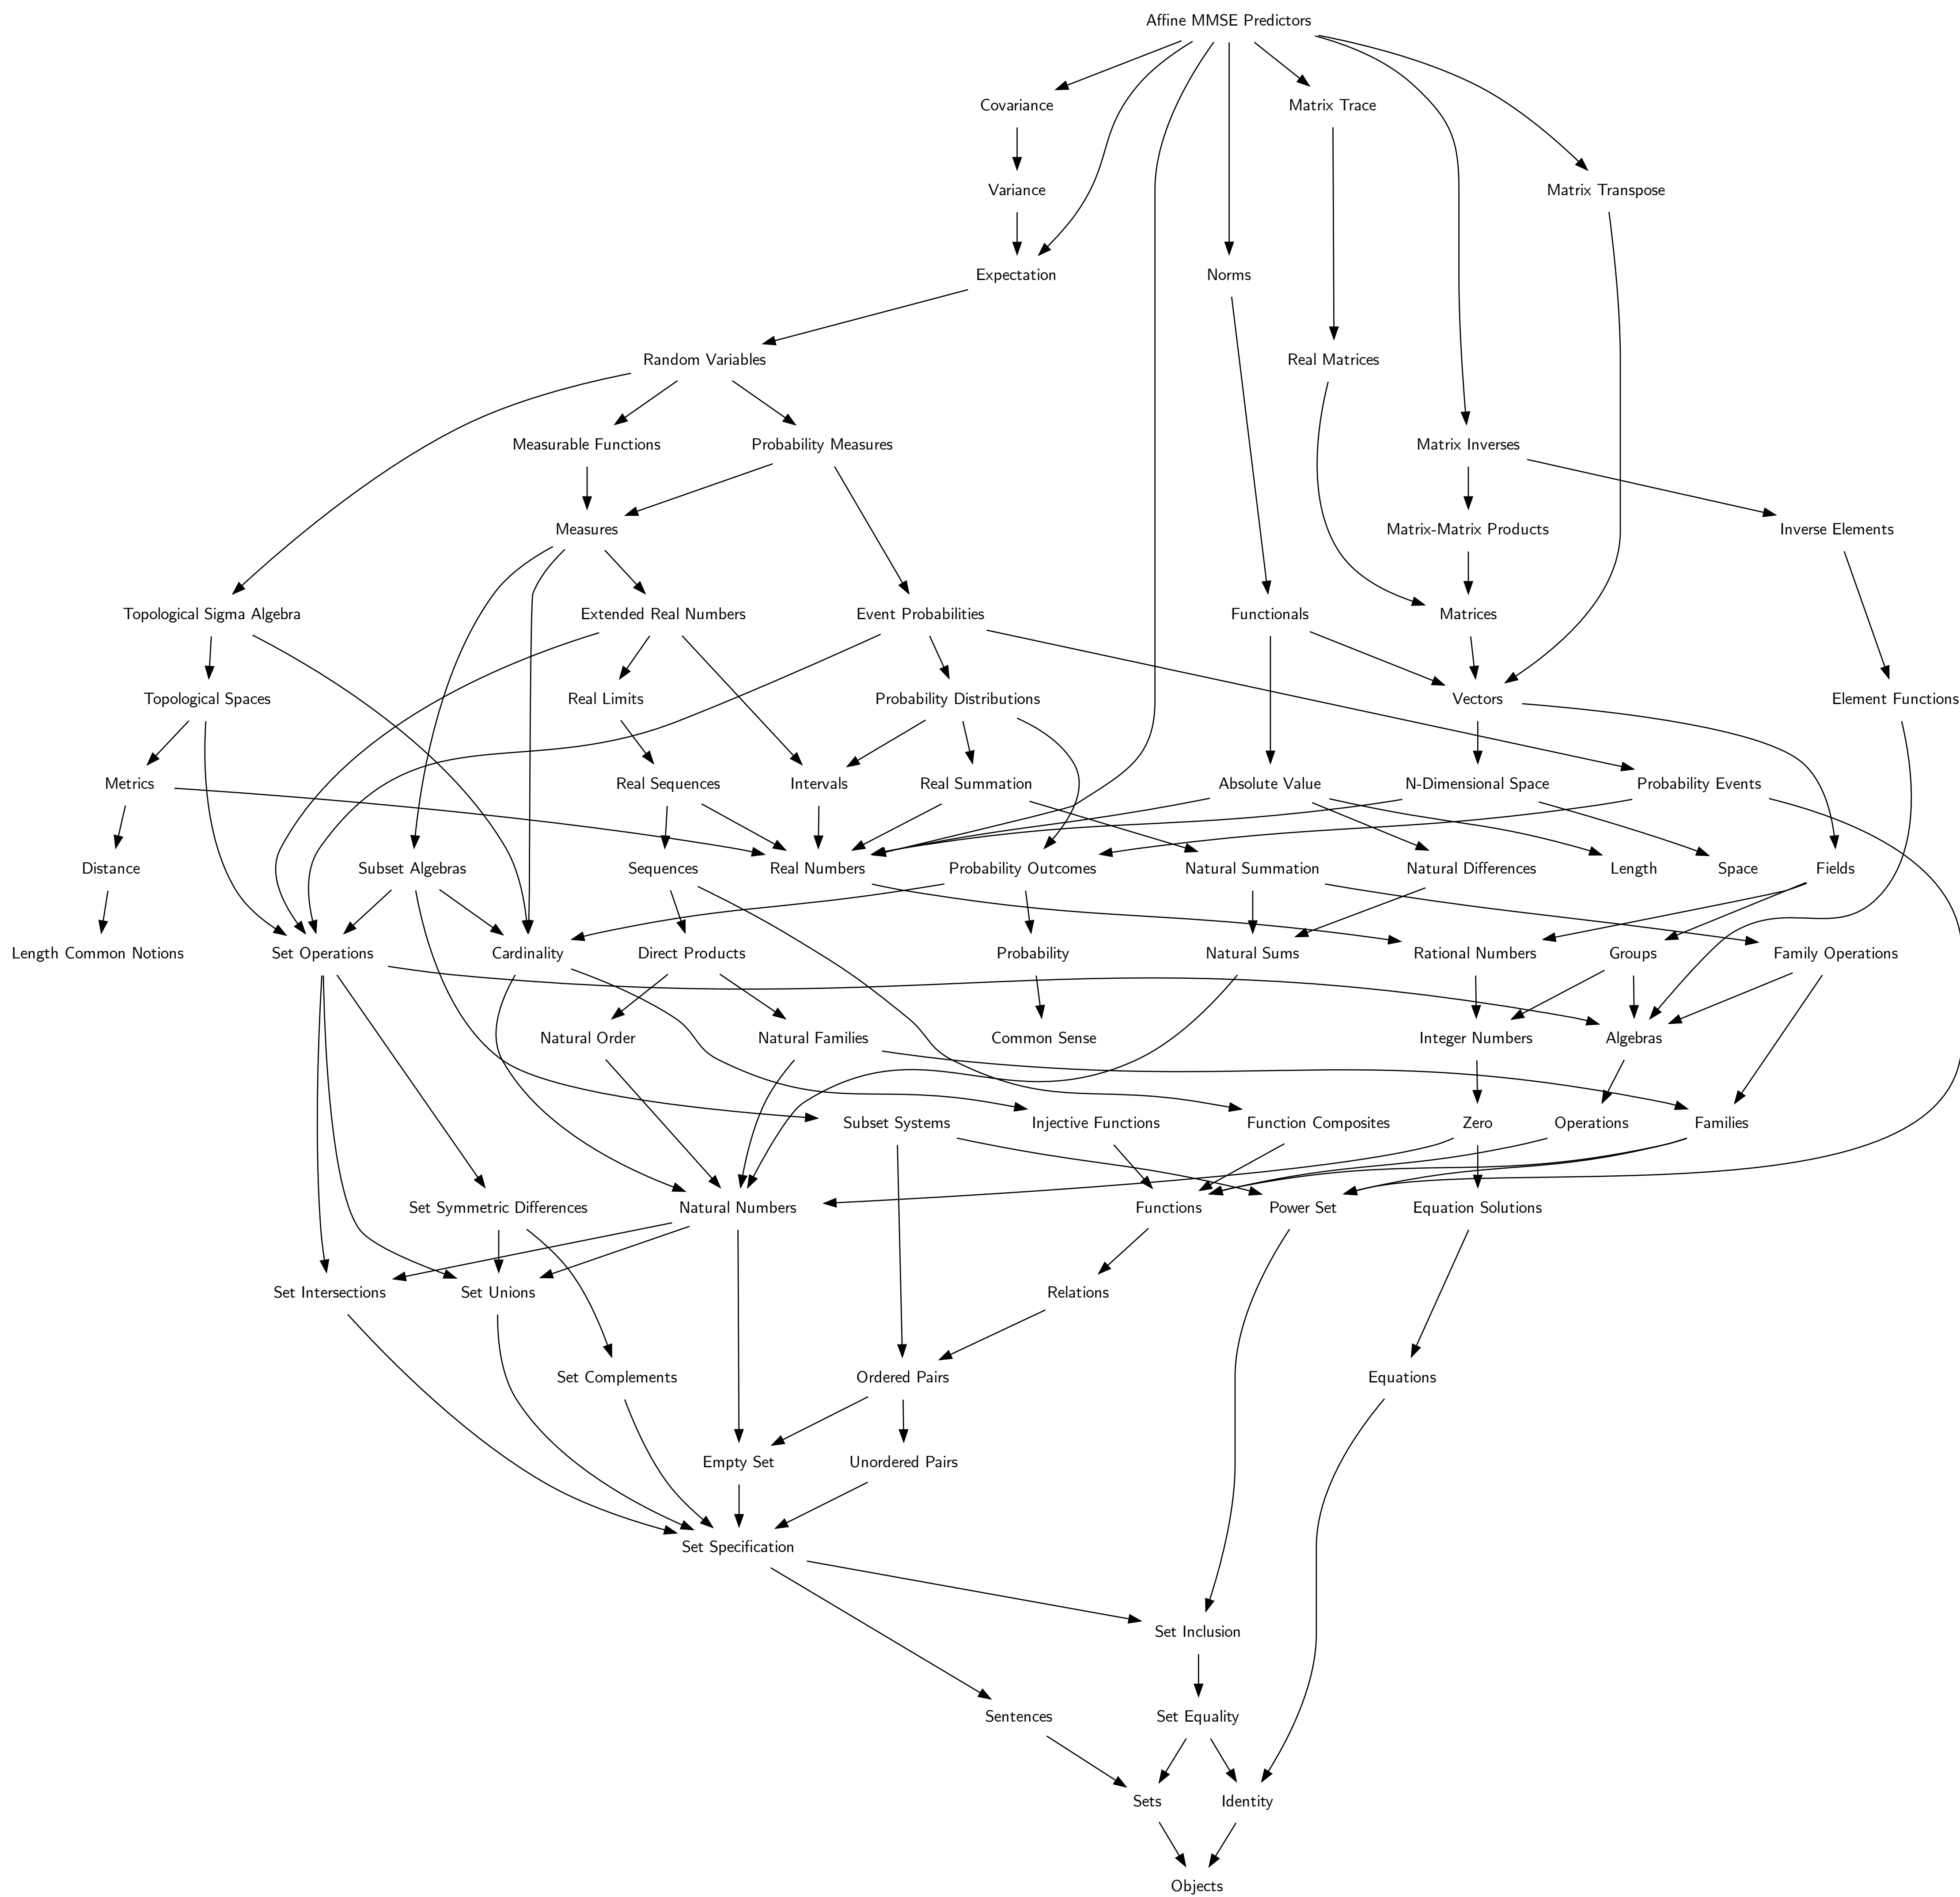 Affine MMSE Predictors
Covariance
Matrix Trace
Variance
Matrix Transpose
Expectation
Norms
Random Variables
Real Matrices
Measurable Functions
Probability Measures
Matrix Inverses
Measures
Matrix-Matrix Products
Inverse Elements
Topological Sigma Algebra
Extended Real Numbers
Event Probabilities
Functionals
Matrices
Topological Spaces
Real Limits
Probability Distributions
Vectors
Element Functions
Metrics
Real Sequences
Intervals
Real Summation
Absolute Value
N-Dimensional Space
Probability Events
Distance
Subset Algebras
Sequences
Real Numbers
Probability Outcomes
Natural Summation
Natural Differences
Length
Space
Fields
Length Common Notions
Set Operations
Cardinality
Direct Products
Probability
Natural Sums
Rational Numbers
Groups
Family Operations
Natural Order
Natural Families
Common Sense
Integer Numbers
Algebras
Subset Systems
Injective Functions
Function Composites
Zero
Operations
Families
Set Symmetric Differences
Natural Numbers
Functions
Power Set
Equation Solutions
Set Intersections
Set Unions
Relations
Set Complements
Ordered Pairs
Equations
Empty Set
Unordered Pairs
Set Specification
Set Inclusion
Sentences
Set Equality
Sets
Identity
Objects